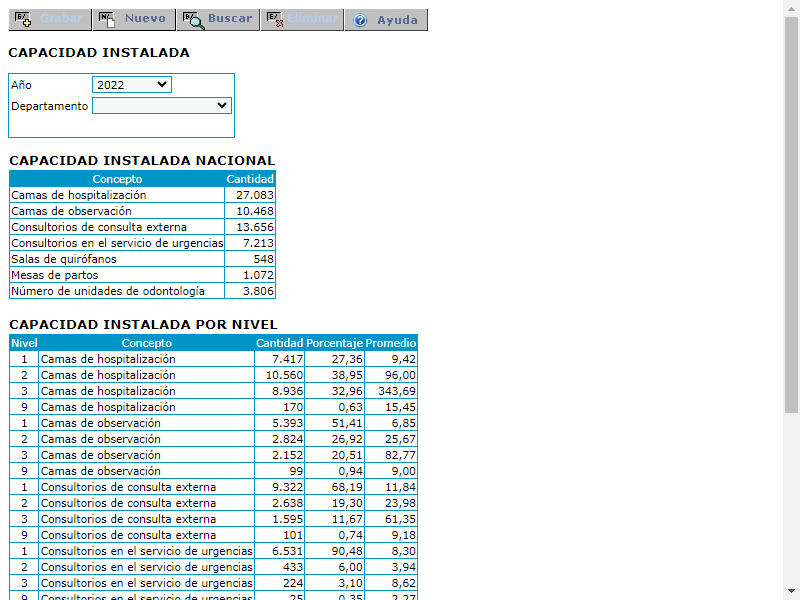 Grabar Nuevo Buscar Eliminar Ayuda
CAPACIDAD INSTALADA
Año 2022
Departamento
CAPACIDAD INSTALADA NACIONAL
Concepto Cantidad
Camas de hospitalización 27.083
Camas de observación 10.468
Consultorios de consulta externa 13.656
Consultorios en el servicio de urgencias 7.213
Salas de quirófanos 548
Mesas de partos 1.072
Número de unidades de odontología 3.806
CAPACIDAD INSTALADA POR NIVEL
Nivel Concepto Cantidad Porcentaje Promedio
1 Camas de hospitalización 7.417 27,36 9,42
2 Camas de hospitalización 10.560 38,95 96,00
3 Camas de hospitalización 8.936 32,96 343,69
9 Camas de hospitalización 170 0,63 15,45
1 Camas de observación 5.393 51,41 6,85
2 Camas de observación 2.824 26,92 25,67
3 Camas de observación 2.152 20,51 82,77
9 Camas de observación 99 0,94 9,00
1 Consultorios de consulta externa 9.322 68,19 11,84
2 Consultorios de consulta externa 2.638 19,30 23,98
3 Consultorios de consulta externa 1.595 11,67 61,35
9 Consultorios de consulta externa 101 0,74 9,18
1 Consultorios en el servicio de urgencias 6.531 90,48 8,30
2 Consultorios en el servicio de urgencias 433 6,00 3,94
3 Consultorios en el servicio de urgencias 224 3,10 8,62
9 Consultorios en el servicio de urgencias 25 0,35 2,27